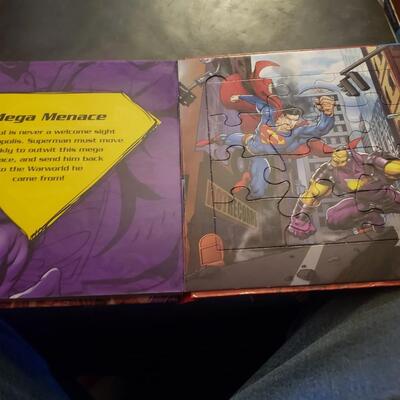 Mega Menace
ul is never a welcome sight
opolis. Superman must move
kly to outwit this mega
ace, and send him back
to the Warworld he
came from!